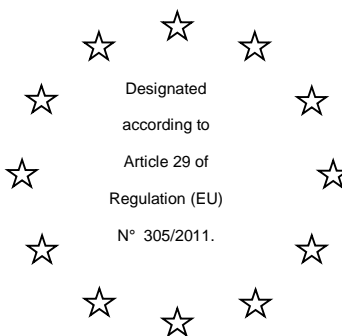 Designated
according to
Article 29 of
Regulation (EU)
N° 305/2011.